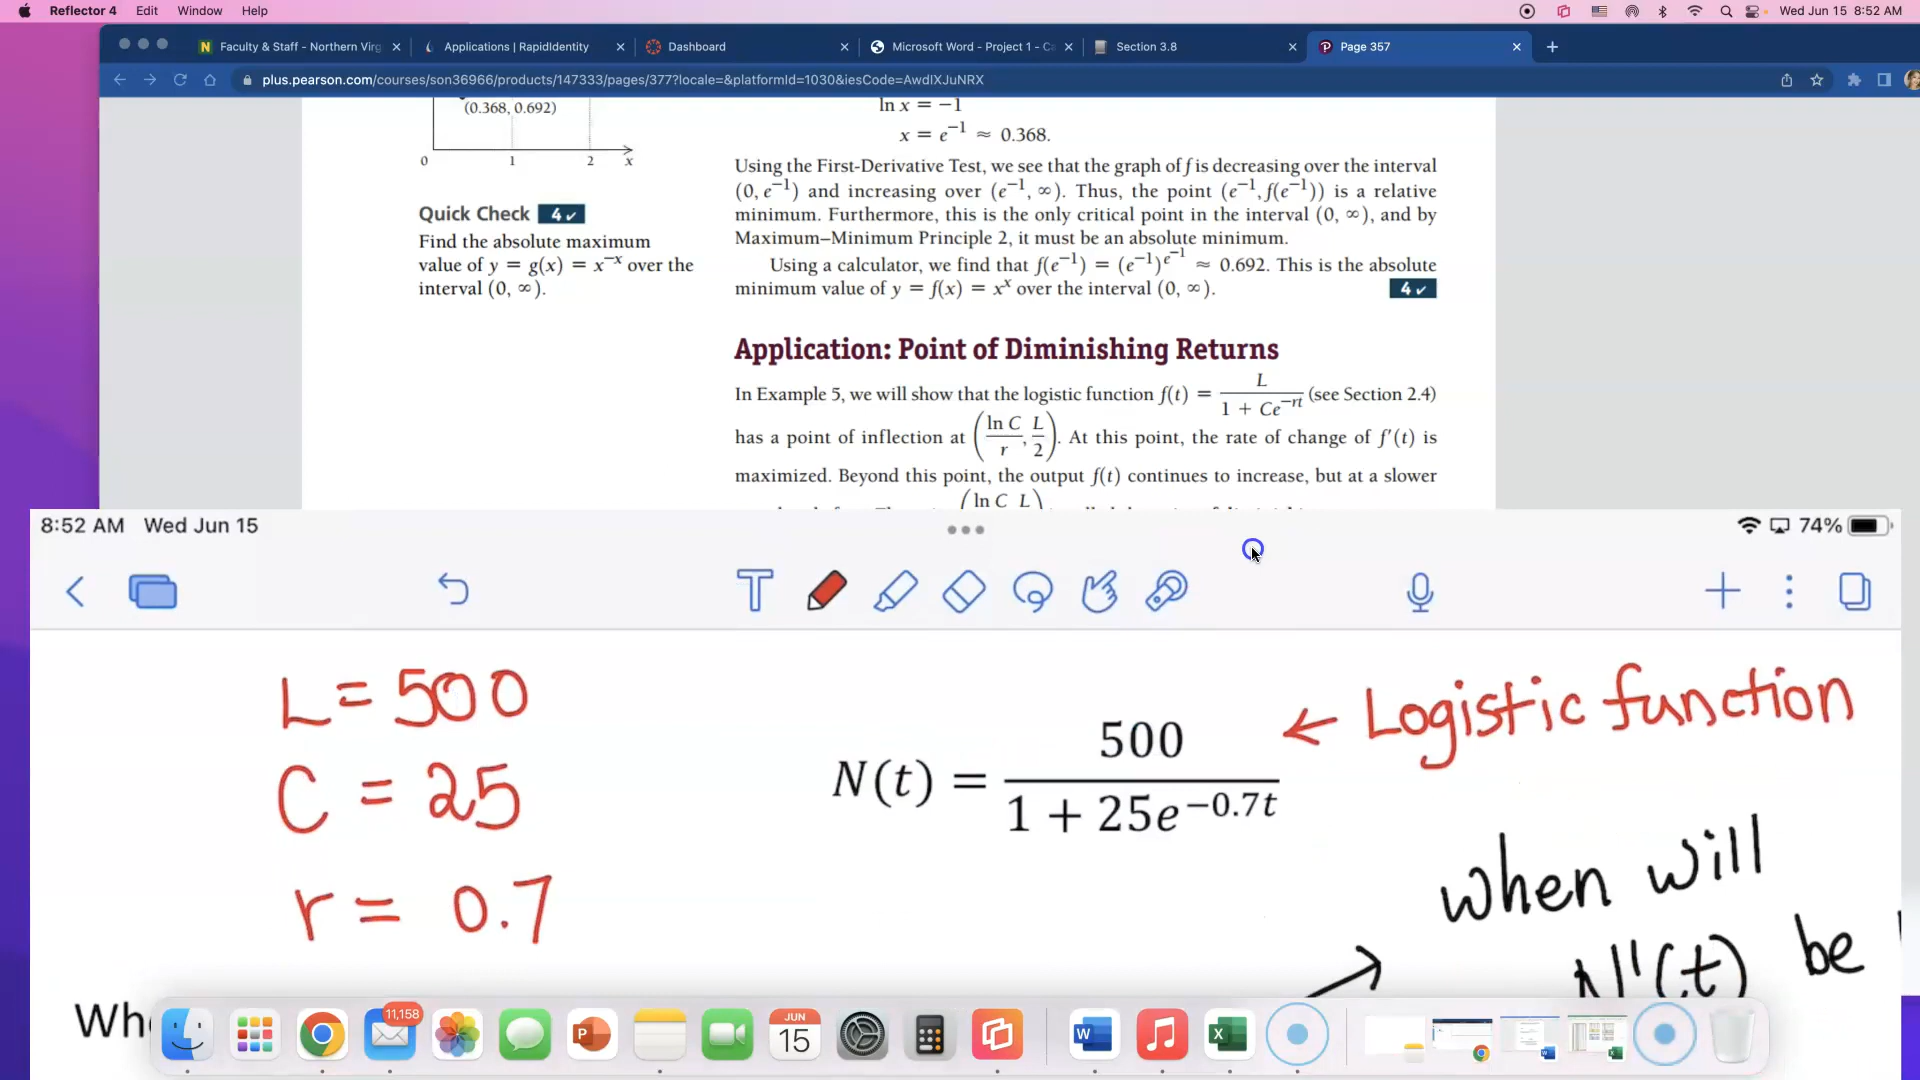 Reflector 4 Edit Window Help Wed Jun 15 8:52 AM
Faculty & Staff - Northern Virg Applications | RapidIdentity Dashboard Microsoft Word - Project 1 - C Section 3.8 Page 357
plus.pearson.com/courses/son36966/products/147333/pages/377?locale=&platformId=1030&iesCode=AwdIXJuNRX
(0.368, 0.692)
0 1 2 x
Quick Check 4 ✓
Find the absolute maximum
value of y = g(x) = x^{-x} over the
interval (0, ∞).
ln x = −1
x = e^{−1} ≈ 0.368.
Using the First-Derivative Test, we see that the graph of f is decreasing over the interval
(0, e^{−1}) and increasing over (e^{−1}, ∞). Thus, the point (e^{−1}, f(e^{−1})) is a relative
minimum. Furthermore, this is the only critical point in the interval (0, ∞), and by
Maximum–Minimum Principle 2, it must be an absolute minimum.
Using a calculator, we find that f(e^{−1}) = (e^{−1})^{e^{−1}} ≈ 0.692. This is the absolute
minimum value of y = f(x) = x^x over the interval (0, ∞). 4 ✓
Application: Point of Diminishing Returns
In Example 5, we will show that the logistic function f(t) = L / (1 + Ce^{−rt}) (see Section 2.4)
has a point of inflection at (ln C / r, L / 2). At this point, the rate of change of f′(t) is
maximized. Beyond this point, the output f(t) continues to increase, but at a slower
(ln C L)
8:52 AM Wed Jun 15 74%
T
L = 500
C = 25
r = 0.7
N(t) = 500 / (1 + 25e^{−0.7t})
← Logistic function
when will
N'(t) be
Wh
11,158
JUN
15